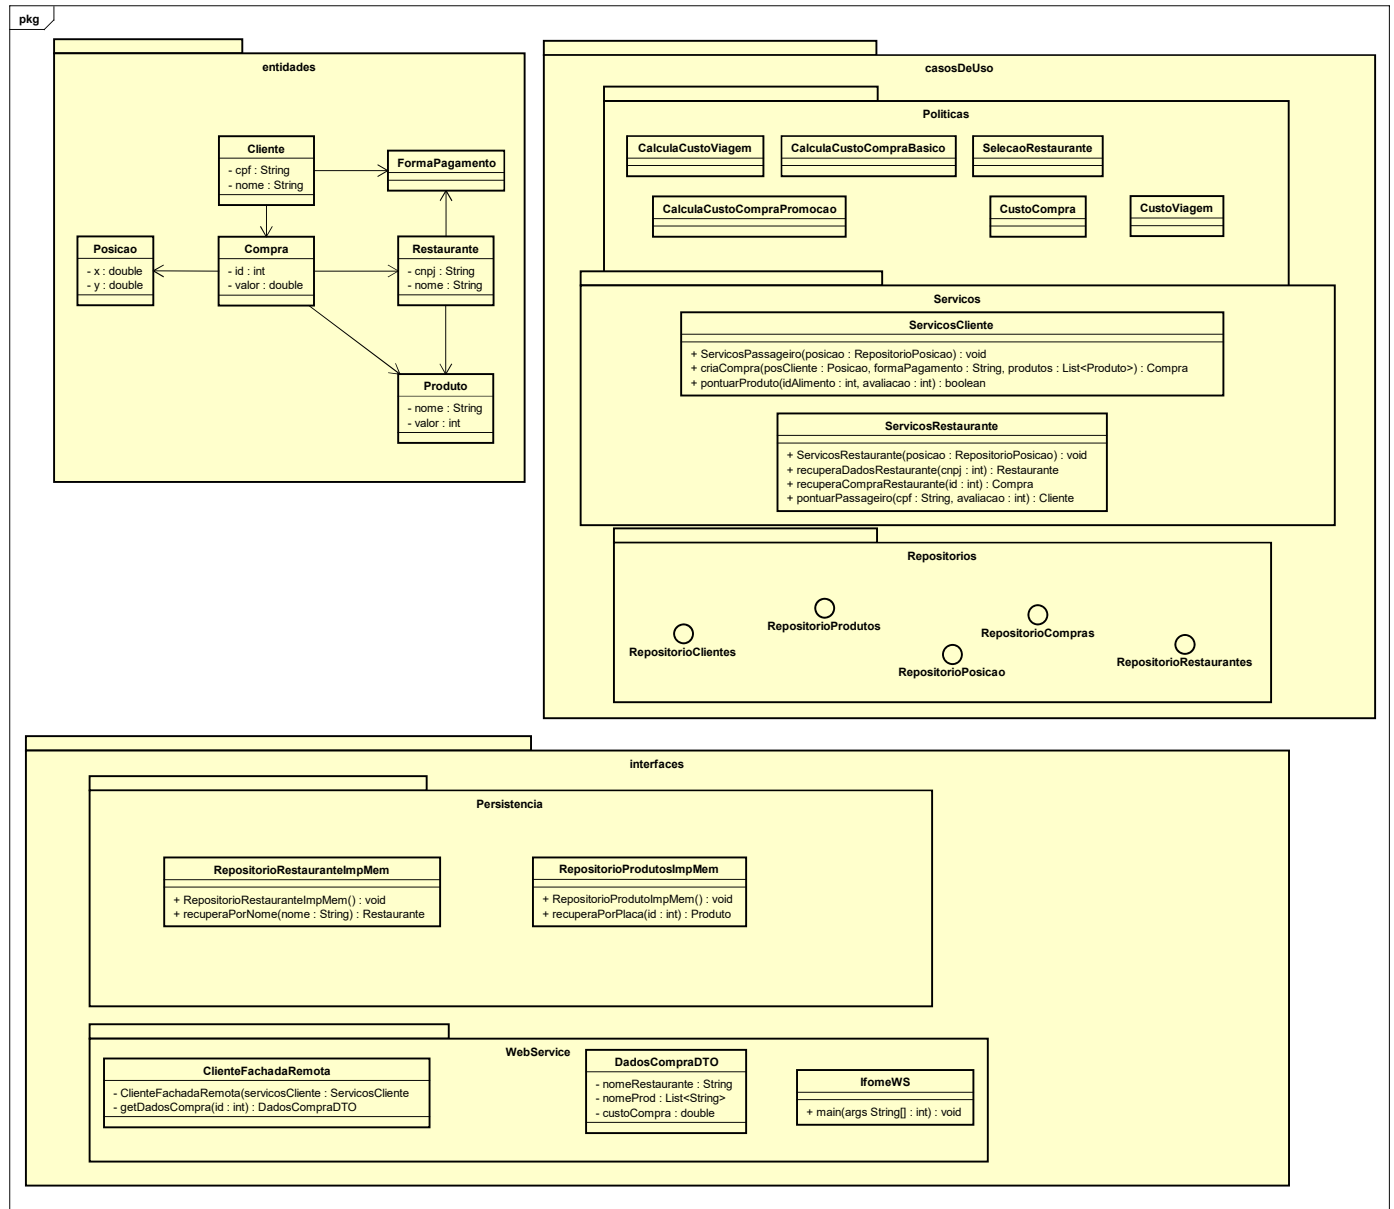 pkg
entidades
Cliente
- cpf : String
- nome : String
FormaPagamento
Posicao
- x : double
- y : double
Compra
- id : int
- valor : double
Restaurante
- cnpj : String
- nome : String
Produto
- nome : String
- valor : int
casosDeUso
Politicas
CalculaCustoViagem
CalculaCustoCompraBasico
SelecaoRestaurante
CalculaCustoCompraPromocao
CustoCompra
CustoViagem
Servicos
ServicosCliente
+ ServicosPassageiro(posicao : RepositorioPosicao) : void
+ criaCompra(posCliente : Posicao, formaPagamento : String, produtos : List<Produto>) : Compra
+ pontuarProduto(idAlimento : int, avaliacao : int) : boolean
ServicosRestaurante
+ ServicosRestaurante(posicao : RepositorioPosicao) : void
+ recuperaDadosRestaurante(cnpj : int) : Restaurante
+ recuperaCompraRestaurante(id : int) : Compra
+ pontuarPassageiro(cpf : String, avaliacao : int) : Cliente
Repositorios
RepositorioClientes
RepositorioProdutos
RepositorioPosicao
RepositorioCompras
RepositorioRestaurantes
interfaces
Persistencia
RepositorioRestauranteImpMem
+ RepositorioRestauranteImpMem() : void
+ recuperaPorNome(nome : String) : Restaurante
RepositorioProdutosImpMem
+ RepositorioProdutoImpMem() : void
+ recuperaPorPlaca(id : int) : Produto
WebService
ClienteFachadaRemota
- ClienteFachadaRemota(servicosCliente : ServicosCliente
- getDadosCompra(id : int) : DadosCompraDTO
DadosCompraDTO
- nomeRestaurante : String
- nomeProd : List<String>
- custoCompra : double
IfomeWS
+ main(args String[] : int) : void